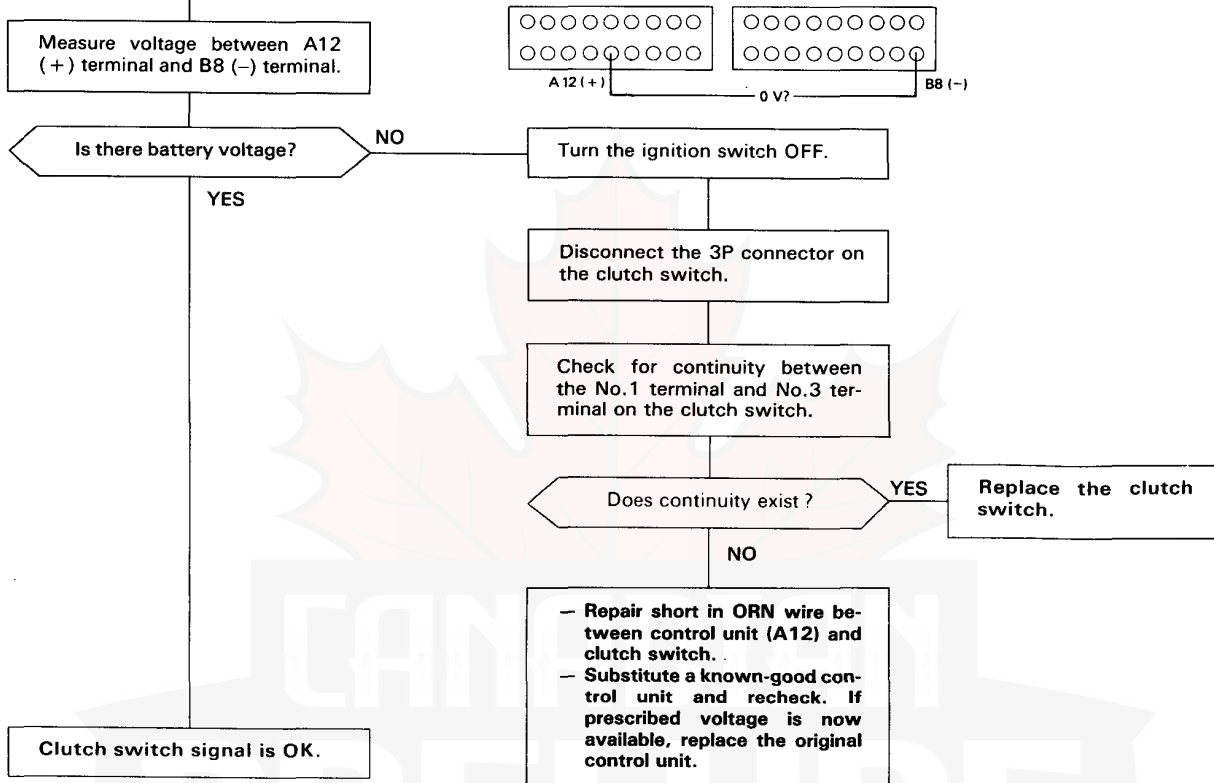 Measure voltage between A12
(+) terminal and B8 (–) terminal.
A12 (+)
0 V?
B8 (–)
Is there battery voltage?
NO
YES
Turn the ignition switch OFF.
Disconnect the 3P connector on
the clutch switch.
Check for continuity between
the No.1 terminal and No.3 ter-
minal on the clutch switch.
Does continuity exist ?
YES
Replace the clutch
switch.
NO
— Repair short in ORN wire be-
tween control unit (A12) and
clutch switch.
— Substitute a known-good con-
trol unit and recheck. If
prescribed voltage is now
available, replace the original
control unit.
Clutch switch signal is OK.
CANADIAN
PRELUDE